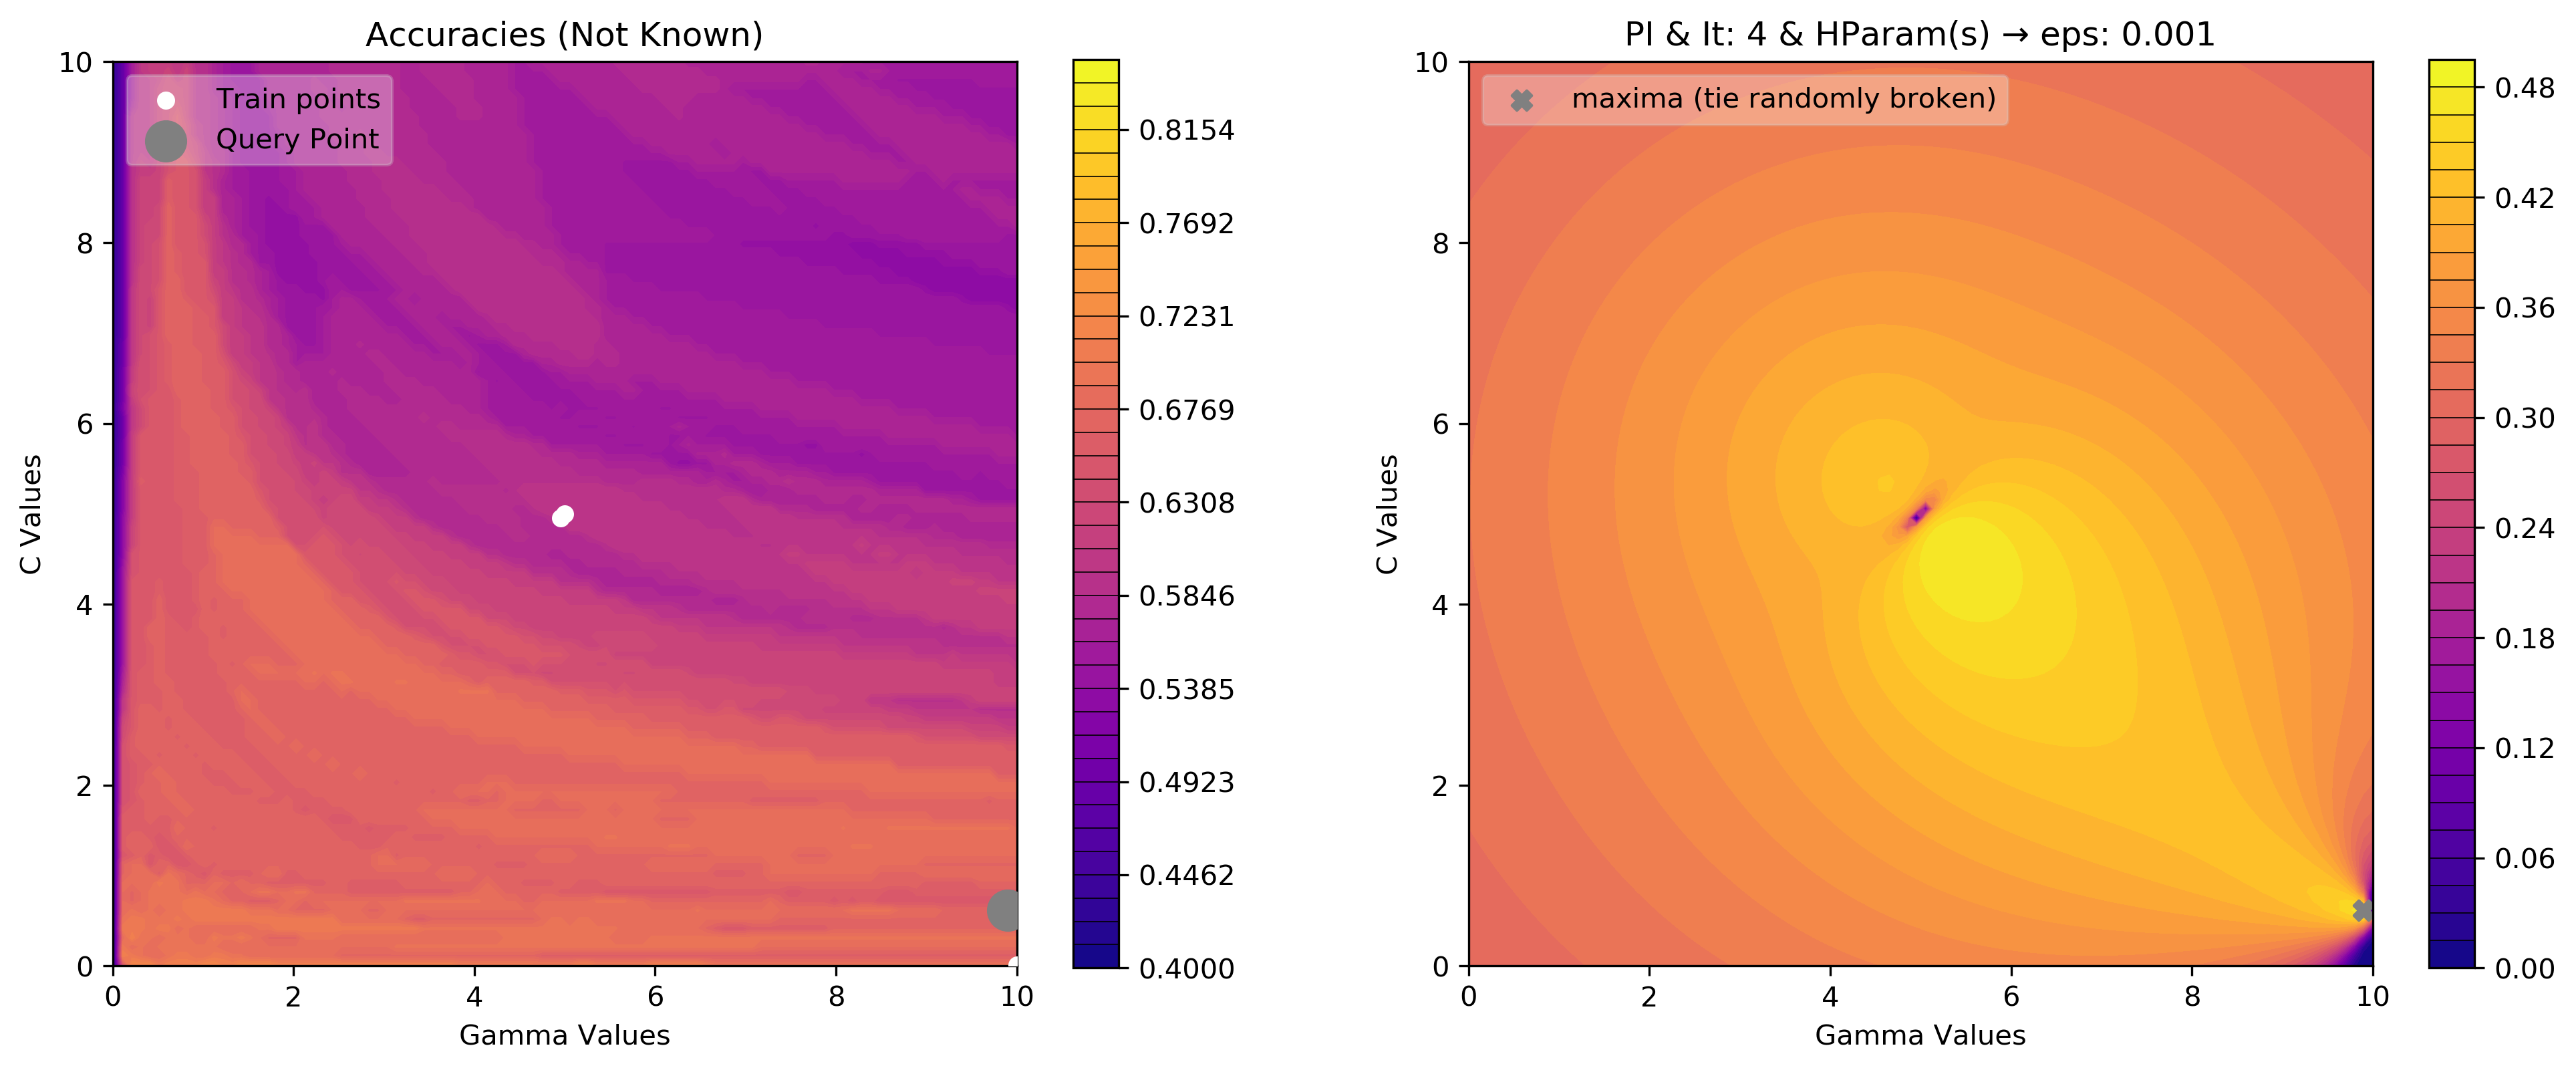 Accuracies (Not Known)
Train points
Query Point
10
8
6
4
2
0
C Values
0 2 4 6 8 10
Gamma Values
0.8154
0.7692
0.7231
0.6769
0.6308
0.5846
0.5385
0.4923
0.4462
0.4000
PI & It: 4 & HParam(s) → eps: 0.001
maxima (tie randomly broken)
10
8
6
4
2
0
C Values
0 2 4 6 8 10
Gamma Values
0.48
0.42
0.36
0.30
0.24
0.18
0.12
0.06
0.00